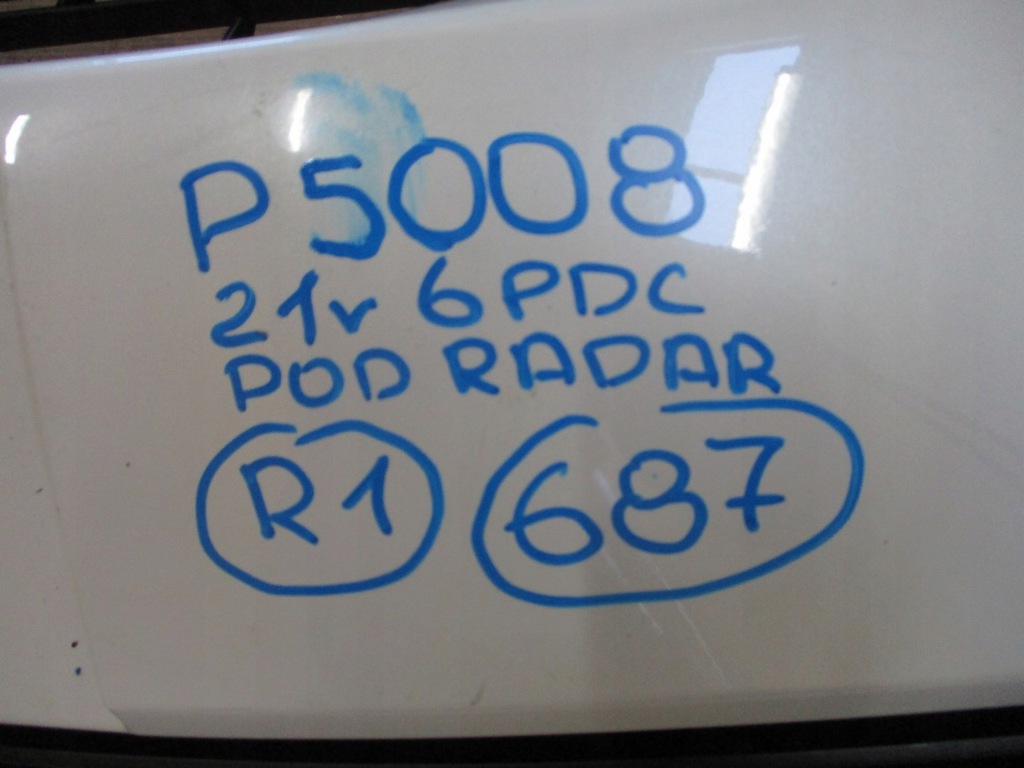 P5008
21r 6PDC
POD RADAR
R1 687